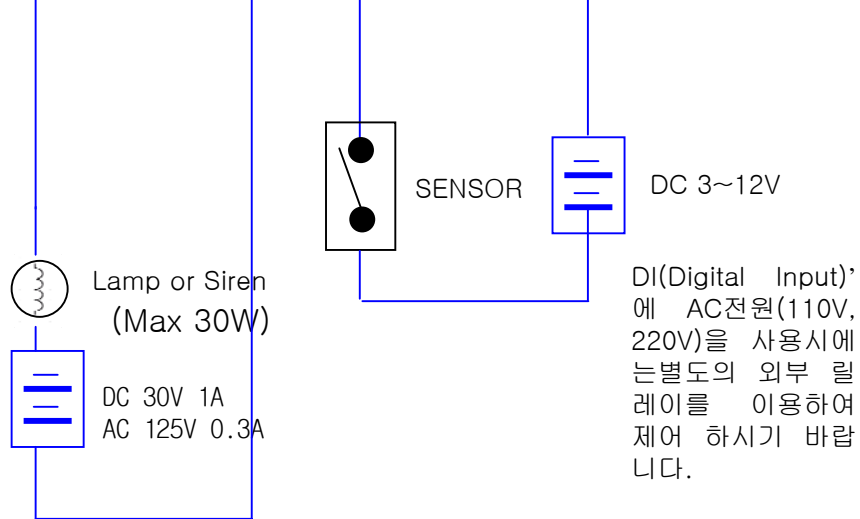 SENSOR
DC 3~12V
Lamp or Siren
(Max 30W)
DC 30V 1A
AC 125V 0.3A
DI(Digital Input)’
에 AC전원(110V,
220V)을 사용시에
는별도의 외부 릴
레이를 이용하여
제어 하시기 바랍
니다.